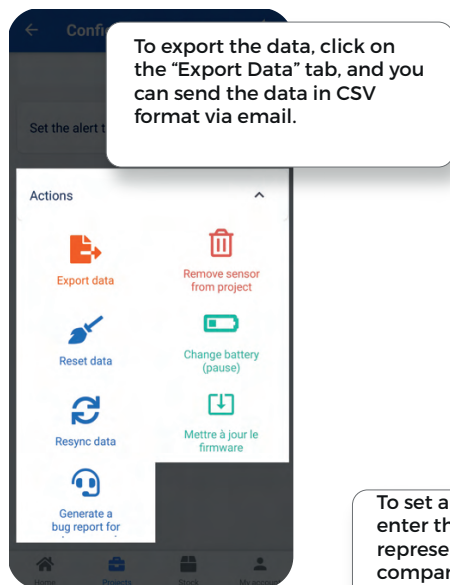 Confi
To export the data, click on
the “Export Data” tab, and you
can send the data in CSV
format via email.
Set the alert t
Actions
Export data
Remove sensor
from project
Reset data
Change battery
(pause)
Resync data
Mettre à jour le
firmware
Generate a
bug report for
To set a
enter th
represe
compar
Home
Projects
Stock
My account